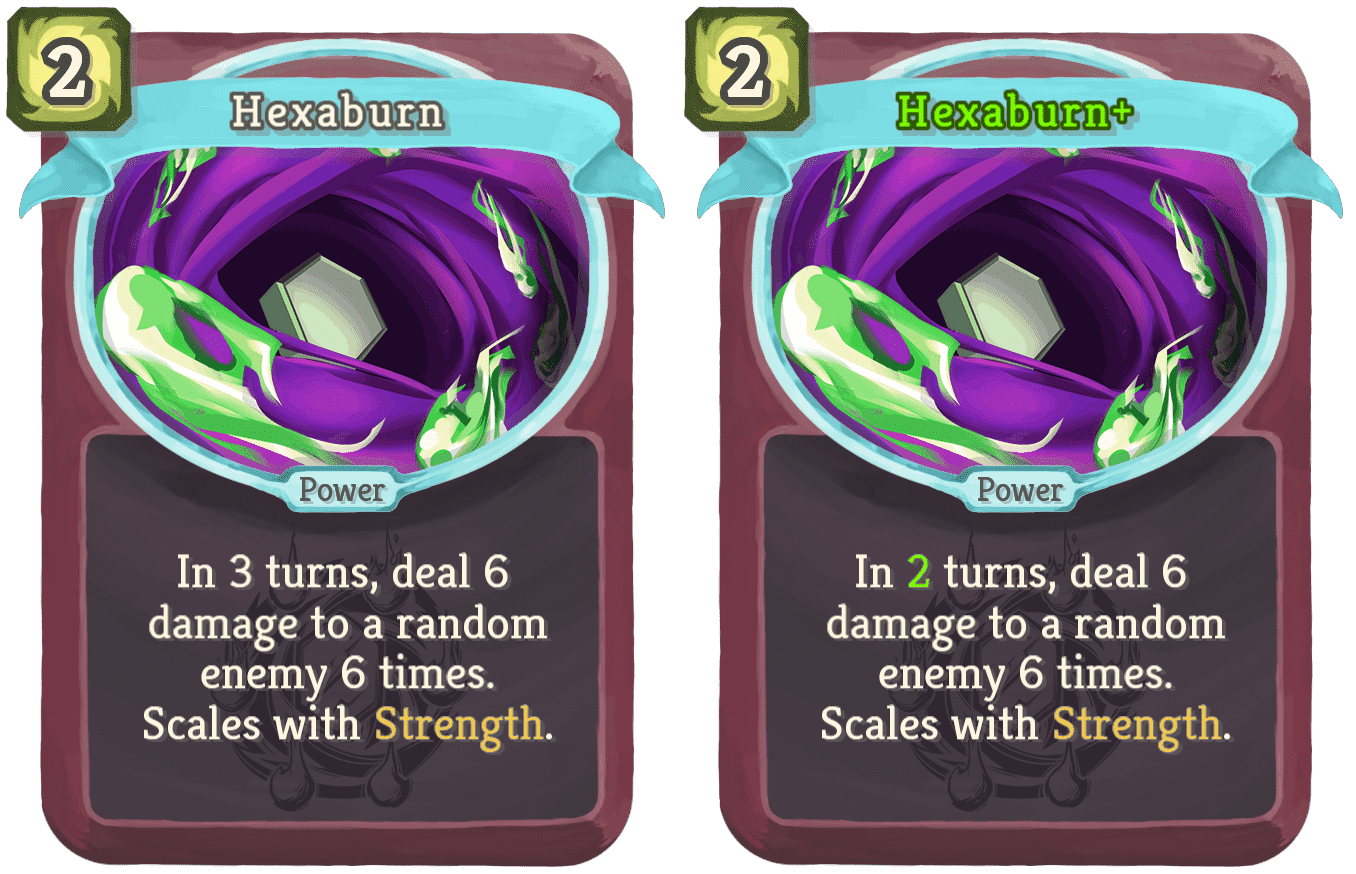 2
Hexaburn
Power
In 3 turns, deal 6
damage to a random
enemy 6 times.
Scales with Strength.
2
Hexaburn+
Power
In 2 turns, deal 6
damage to a random
enemy 6 times.
Scales with Strength.